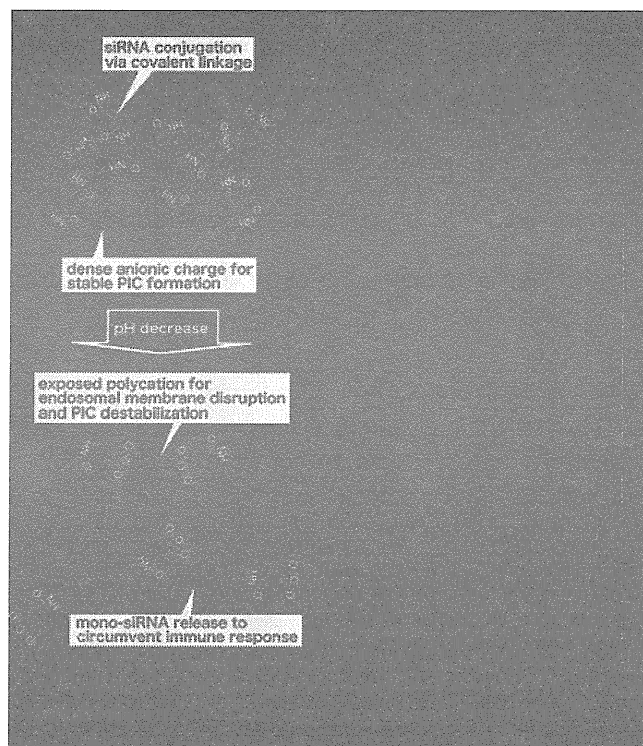 siRNA conjugation
via covalent linkage
dense anionic charge for
stable PIC formation
pH decrease
exposed polycation for
endosomal membrane disruption
and PIC destabilization
mono-siRNA release to
circumvent immune response